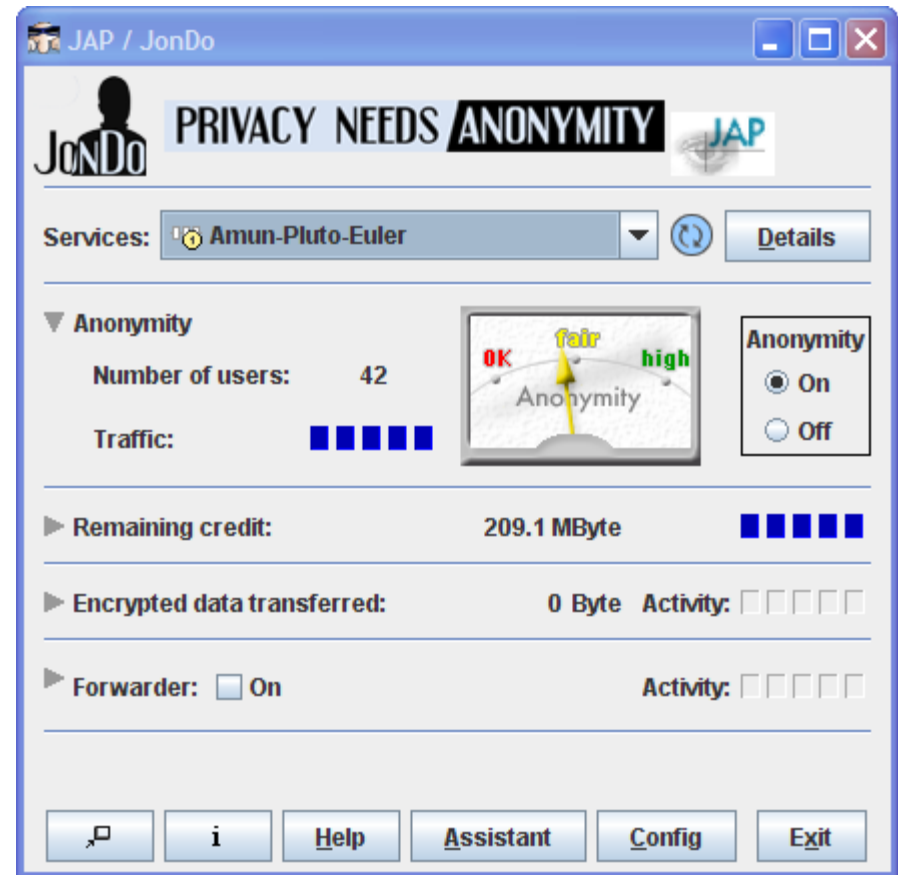 JAP / JonDo
JONDO PRIVACY NEEDS ANONYMITY JAP
Services: Amun-Pluto-Euler Details
Anonymity
Number of users: 42
Traffic:
OK fair high
Anonymity
Anonymity
On
Off
Remaining credit: 209.1 MByte
Encrypted data transferred: 0 Byte Activity:
Forwarder: On Activity:
i Help Assistant Config Exit